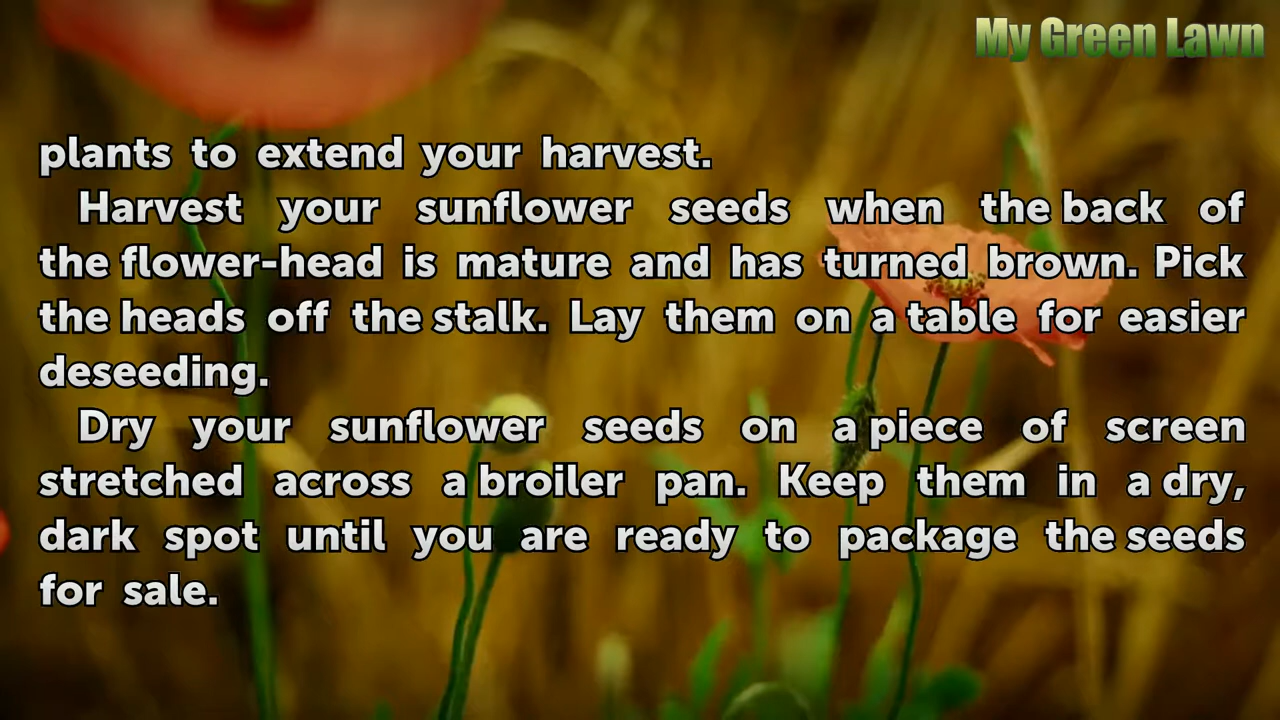 My Green Lawn
plants to extend your harvest.
Harvest your sunflower seeds when the back of
the flower-head is mature and has turned brown. Pick
the heads off the stalk. Lay them on a table for easier
deseeding.
Dry your sunflower seeds on a piece of screen
stretched across a broiler pan. Keep them in a dry,
dark spot until you are ready to package the seeds
for sale.